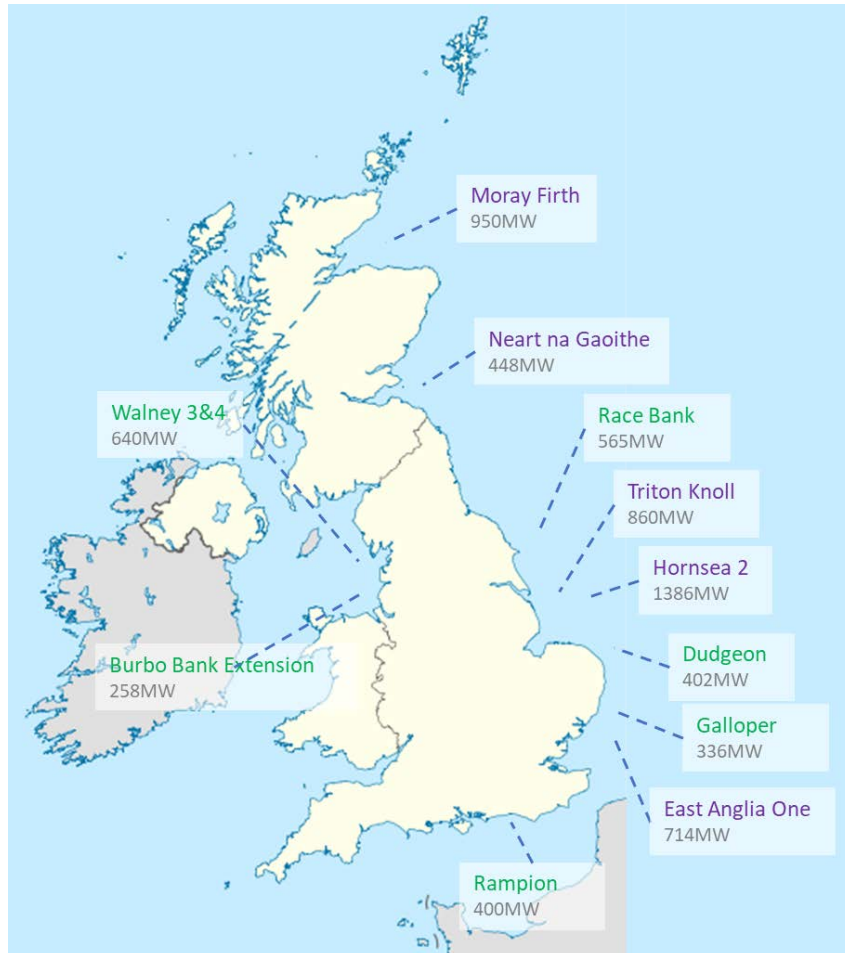 Moray Firth
950MW
Neart na Gaoithe
448MW
Walney 3&4
640MW
Race Bank
565MW
Triton Knoll
860MW
Hornsea 2
1386MW
Burbo Bank Extension
258MW
Dudgeon
402MW
Galloper
336MW
East Anglia One
714MW
Rampion
400MW